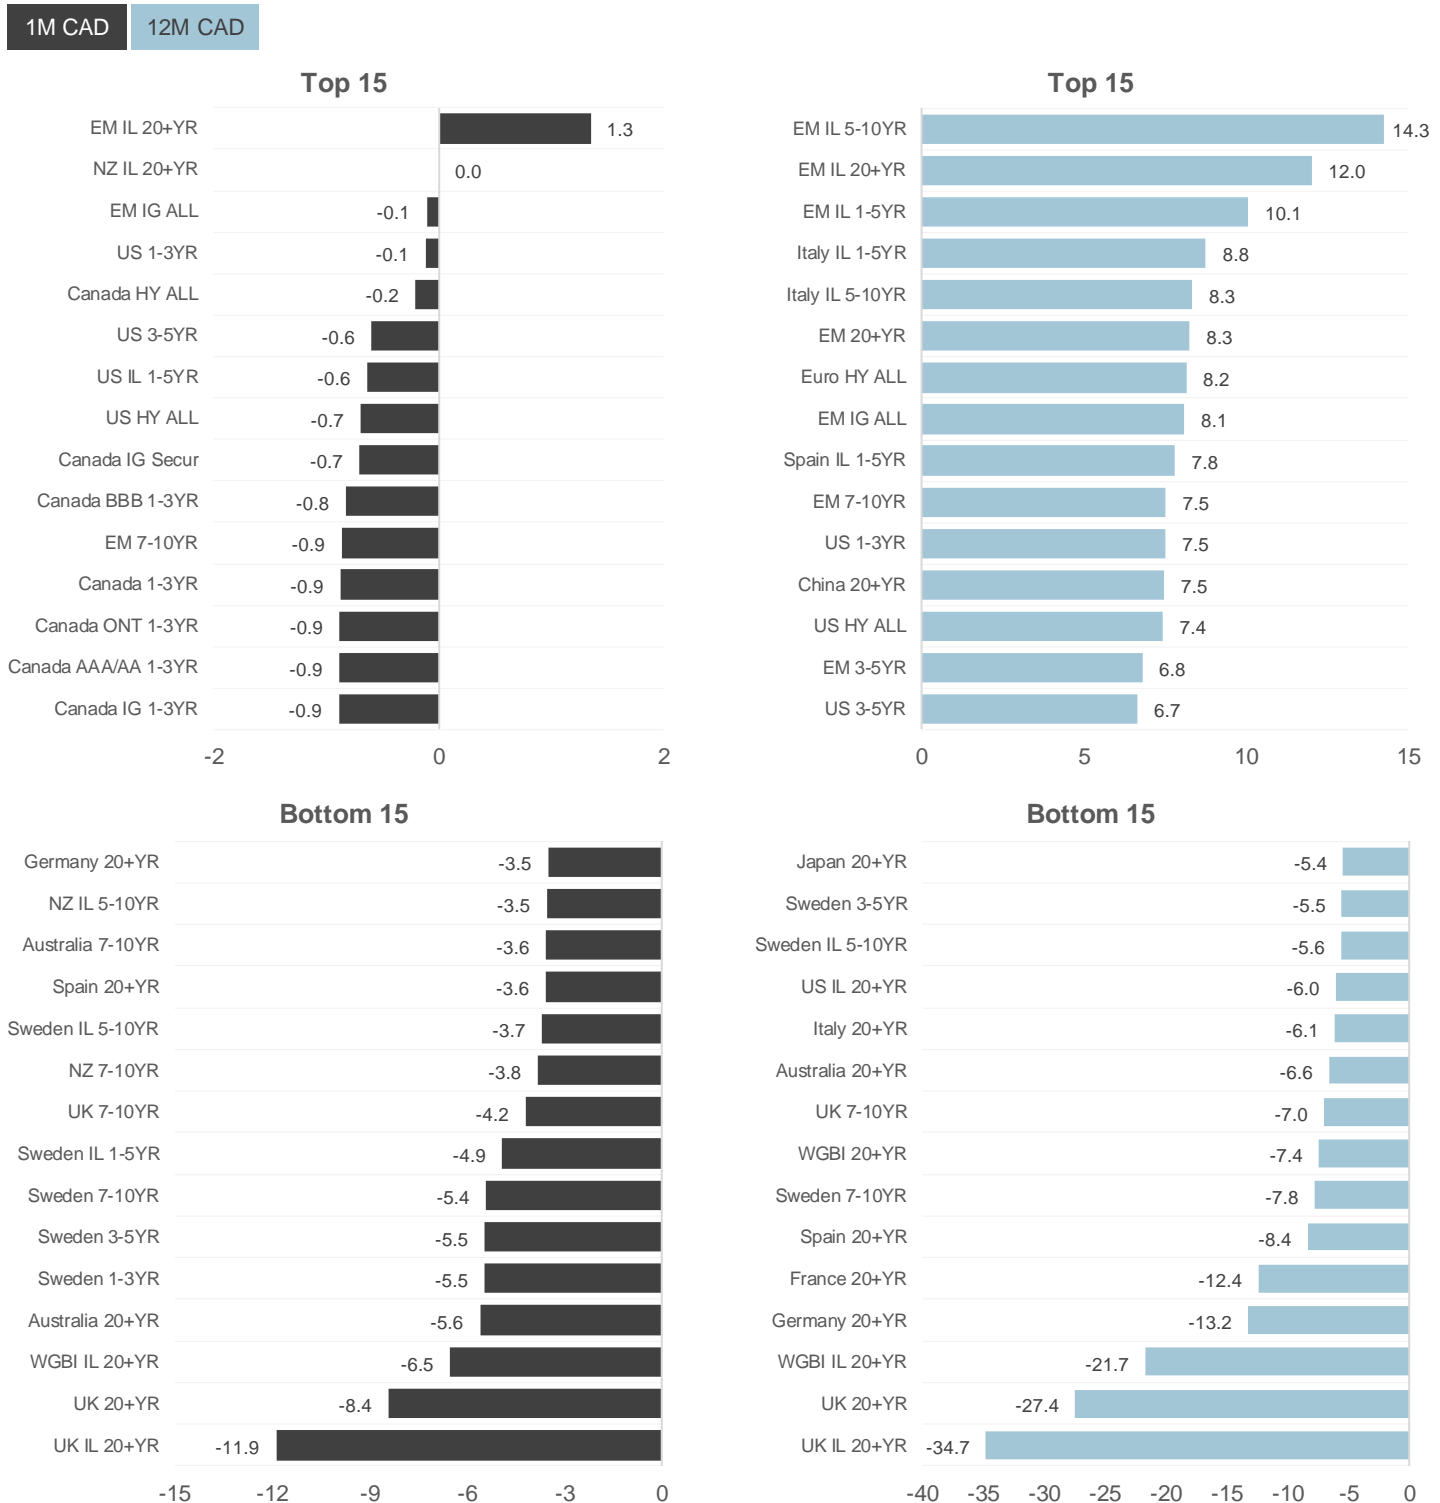 1M CAD 12M CAD
Top 15
EM IL 20+YR 1.3
NZ IL 20+YR 0.0
EM IG ALL -0.1
US 1-3YR -0.1
Canada HY ALL -0.2
US 3-5YR -0.6
US IL 1-5YR -0.6
US HY ALL -0.7
Canada IG Secur -0.7
Canada BBB 1-3YR -0.8
EM 7-10YR -0.9
Canada 1-3YR -0.9
Canada ONT 1-3YR -0.9
Canada AAA/AA 1-3YR -0.9
Canada IG 1-3YR -0.9
-2 0 2
Top 15
EM IL 5-10YR 14.3
EM IL 20+YR 12.0
EM IL 1-5YR 10.1
Italy IL 1-5YR 8.8
Italy IL 5-10YR 8.3
EM 20+YR 8.3
Euro HY ALL 8.2
EM IG ALL 8.1
Spain IL 1-5YR 7.8
EM 7-10YR 7.5
US 1-3YR 7.5
China 20+YR 7.5
US HY ALL 7.4
EM 3-5YR 6.8
US 3-5YR 6.7
0 5 10 15
Bottom 15
Germany 20+YR -3.5
NZ IL 5-10YR -3.5
Australia 7-10YR -3.6
Spain 20+YR -3.6
Sweden IL 5-10YR -3.7
NZ 7-10YR -3.8
UK 7-10YR -4.2
Sweden IL 1-5YR -4.9
Sweden 7-10YR -5.4
Sweden 3-5YR -5.5
Sweden 1-3YR -5.5
Australia 20+YR -5.6
WGBI IL 20+YR -6.5
UK 20+YR -8.4
UK IL 20+YR -11.9
-15 -12 -9 -6 -3 0
Bottom 15
Japan 20+YR -5.4
Sweden 3-5YR -5.5
Sweden IL 5-10YR -5.6
US IL 20+YR -6.0
Italy 20+YR -6.1
Australia 20+YR -6.6
UK 7-10YR -7.0
WGBI 20+YR -7.4
Sweden 7-10YR -7.8
Spain 20+YR -8.4
France 20+YR -12.4
Germany 20+YR -13.2
WGBI IL 20+YR -21.7
UK 20+YR -27.4
UK IL 20+YR -34.7
-40 -35 -30 -25 -20 -15 -10 -5 0